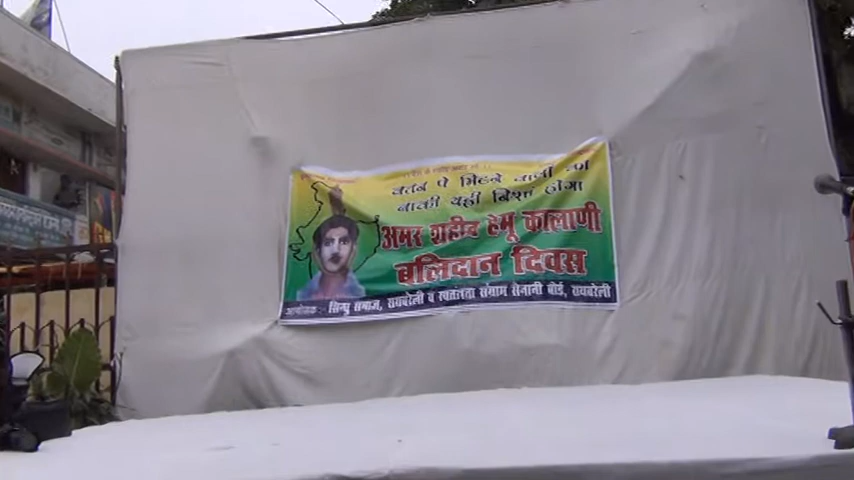 वतन पे मिटने वालों का
बाकी यही निशा होगा
अमर शहीद हेमू कालाणी
बलिदान दिवस
आयोजक :- सिन्धु समाज, रायबरेली व स्वतंत्रता संग्राम सेनानी बोर्ड, रायबरेली